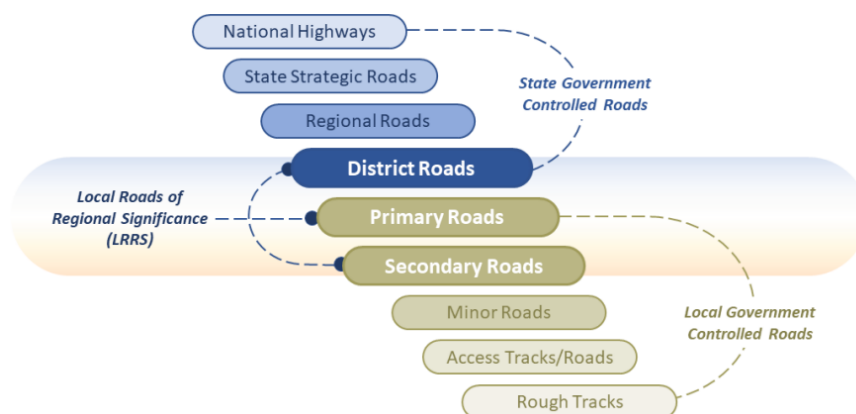 National Highways
State Strategic Roads
Regional Roads
State Government
Controlled Roads
District Roads
Primary Roads
Secondary Roads
Local Roads of
Regional Significance
(LRRS)
Minor Roads
Access Tracks/Roads
Rough Tracks
Local Government
Controlled Roads